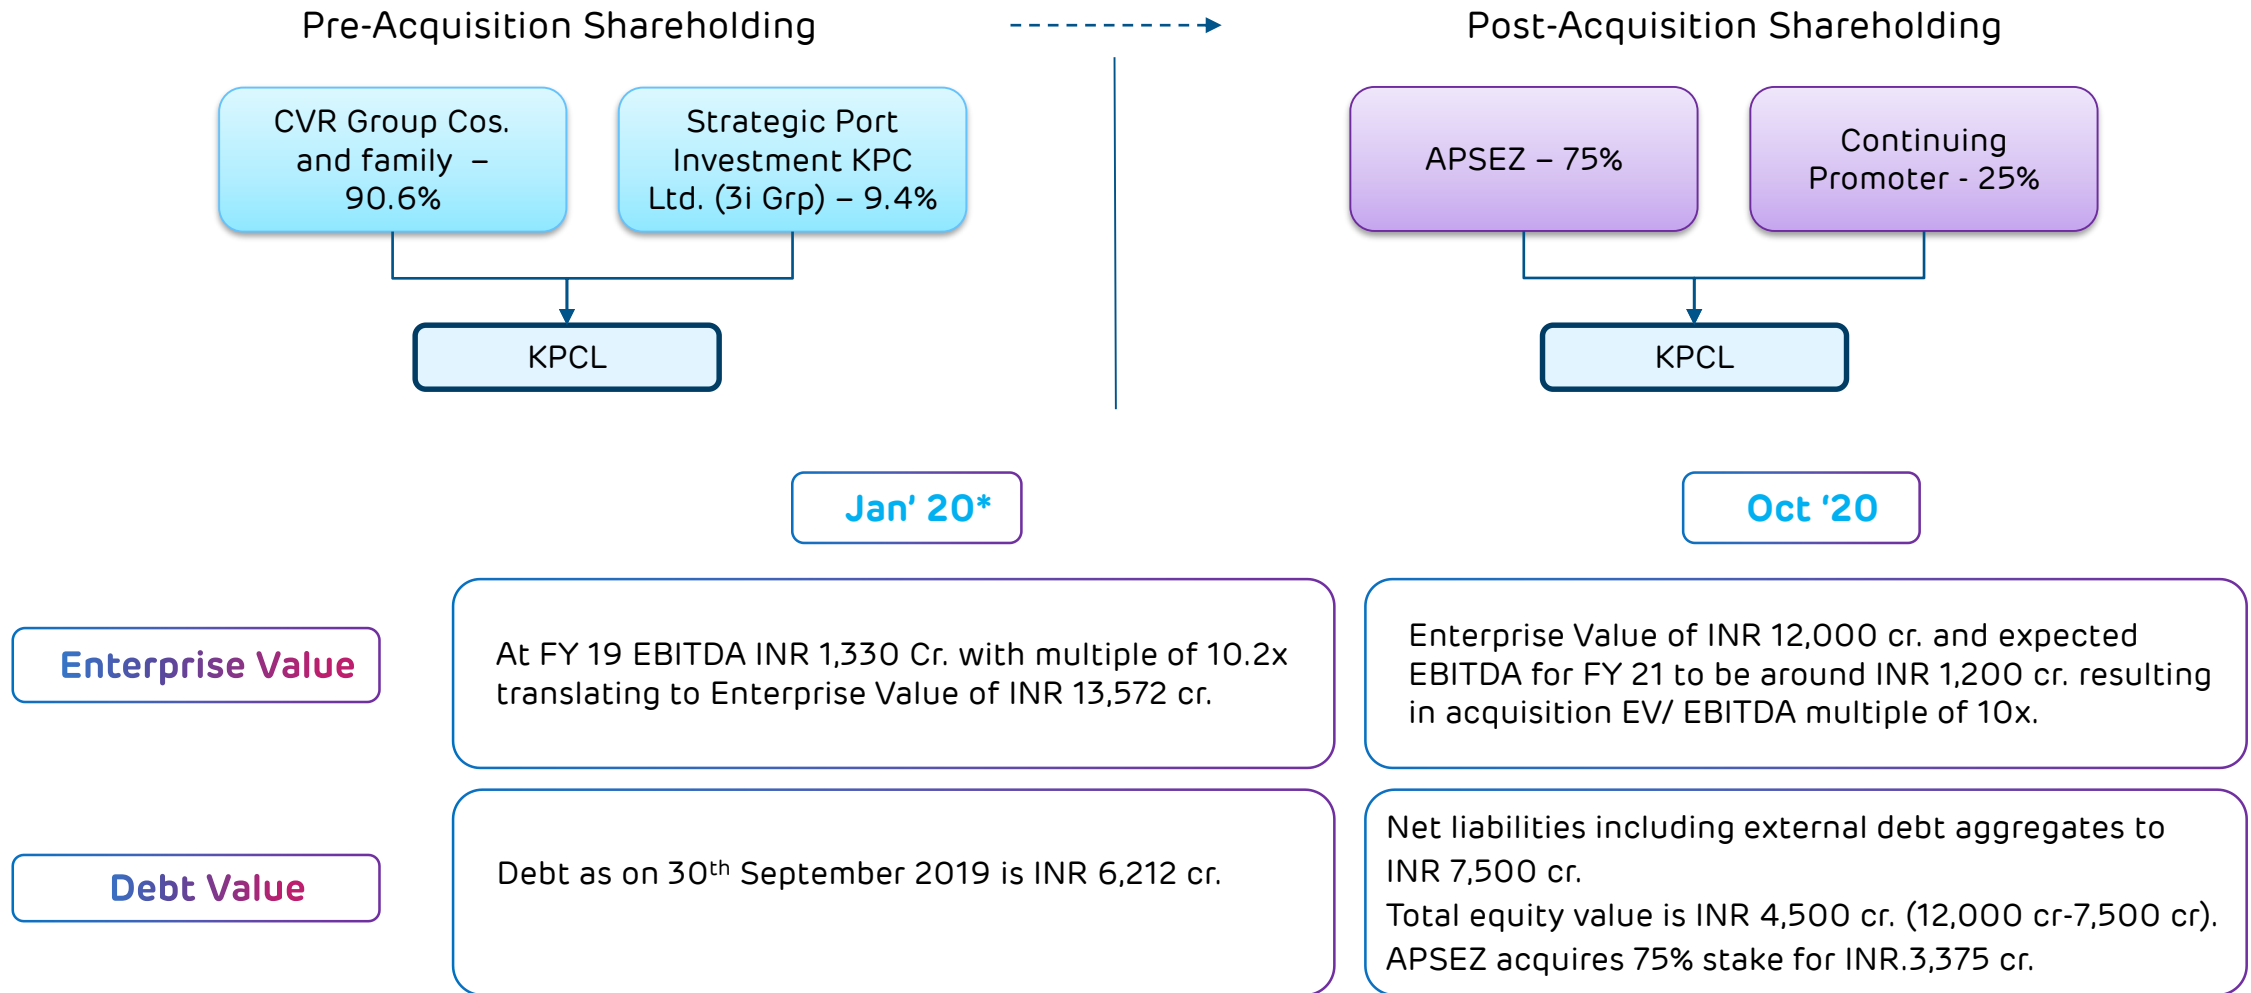 Pre-Acquisition Shareholding
Post-Acquisition Shareholding
CVR Group Cos.
and family –
90.6%
Strategic Port
Investment KPC
Ltd. (3i Grp) – 9.4%
APSEZ – 75%
Continuing
Promoter - 25%
KPCL
KPCL
Jan’ 20*
Oct ‘20
Enterprise Value
At FY 19 EBITDA INR 1,330 Cr. with multiple of 10.2x
translating to Enterprise Value of INR 13,572 cr.
Enterprise Value of INR 12,000 cr. and expected
EBITDA for FY 21 to be around INR 1,200 cr. resulting
in acquisition EV/ EBITDA multiple of 10x.
Debt Value
Debt as on 30th September 2019 is INR 6,212 cr.
Net liabilities including external debt aggregates to
INR 7,500 cr.
Total equity value is INR 4,500 cr. (12,000 cr-7,500 cr).
APSEZ acquires 75% stake for INR.3,375 cr.